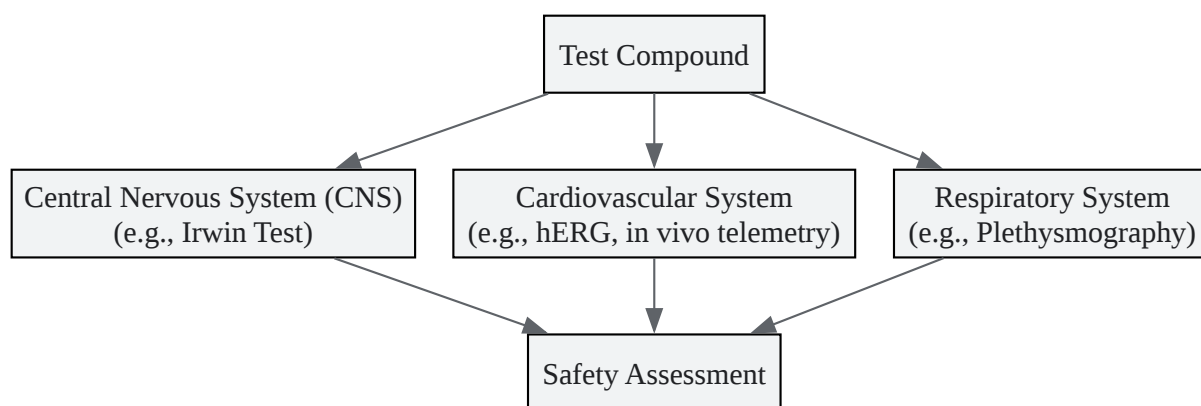 Test Compound
Central Nervous System (CNS)
(e.g., Irwin Test)
Cardiovascular System
(e.g., hERG, in vivo telemetry)
Respiratory System
(e.g., Plethysmography)
Safety Assessment